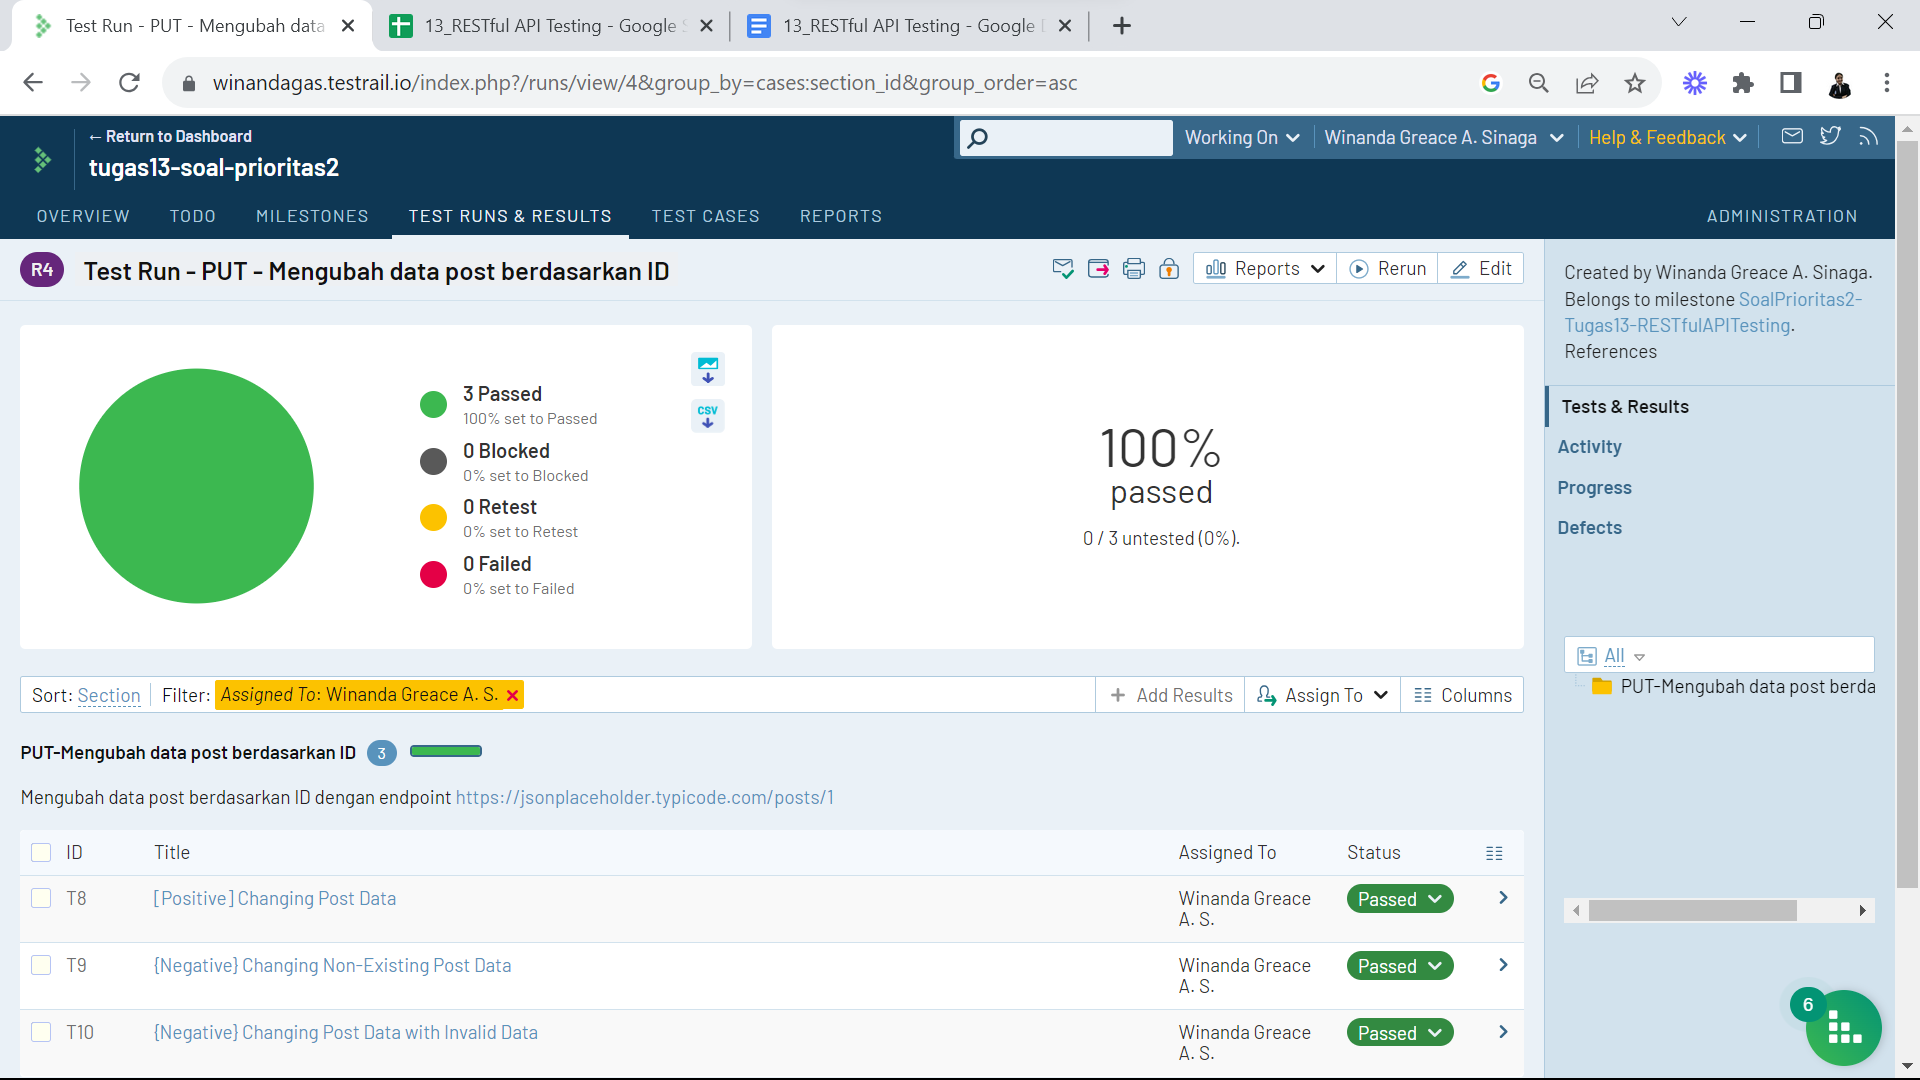 Test Run - PUT - Mengubah data
13_RESTful API Testing - Google S
13_RESTful API Testing - Google D
winandagas.testrail.io/index.php?/runs/view/4&group_by=cases:section_id&group_order=asc
← Return to Dashboard
tugas13-soal-prioritas2
Working On
Winanda Greace A. Sinaga
Help & Feedback
OVERVIEW
TODO
MILESTONES
TEST RUNS & RESULTS
TEST CASES
REPORTS
ADMINISTRATION
R4
Test Run - PUT - Mengubah data post berdasarkan ID
Reports
Rerun
Edit
Created by Winanda Greace A. Sinaga.
Belongs to milestone SoalPrioritas2-
Tugas13-RESTfulAPITesting.
References
3 Passed
100% set to Passed
0 Blocked
0% set to Blocked
0 Retest
0% set to Retest
0 Failed
0% set to Failed
CSV
100%
passed
0 / 3 untested (0%).
Tests & Results
Activity
Progress
Defects
All
PUT-Mengubah data post berda
Sort: Section
Filter: Assigned To: Winanda Greace A. S.
Add Results
Assign To
Columns
PUT-Mengubah data post berdasarkan ID 3
Mengubah data post berdasarkan ID dengan endpoint https://jsonplaceholder.typicode.com/posts/1
ID
Title
Assigned To
Status
T8
[Positive] Changing Post Data
Winanda Greace
A. S.
Passed
T9
{Negative} Changing Non-Existing Post Data
Winanda Greace
A. S.
Passed
T10
{Negative} Changing Post Data with Invalid Data
Winanda Greace
A. S.
Passed
6